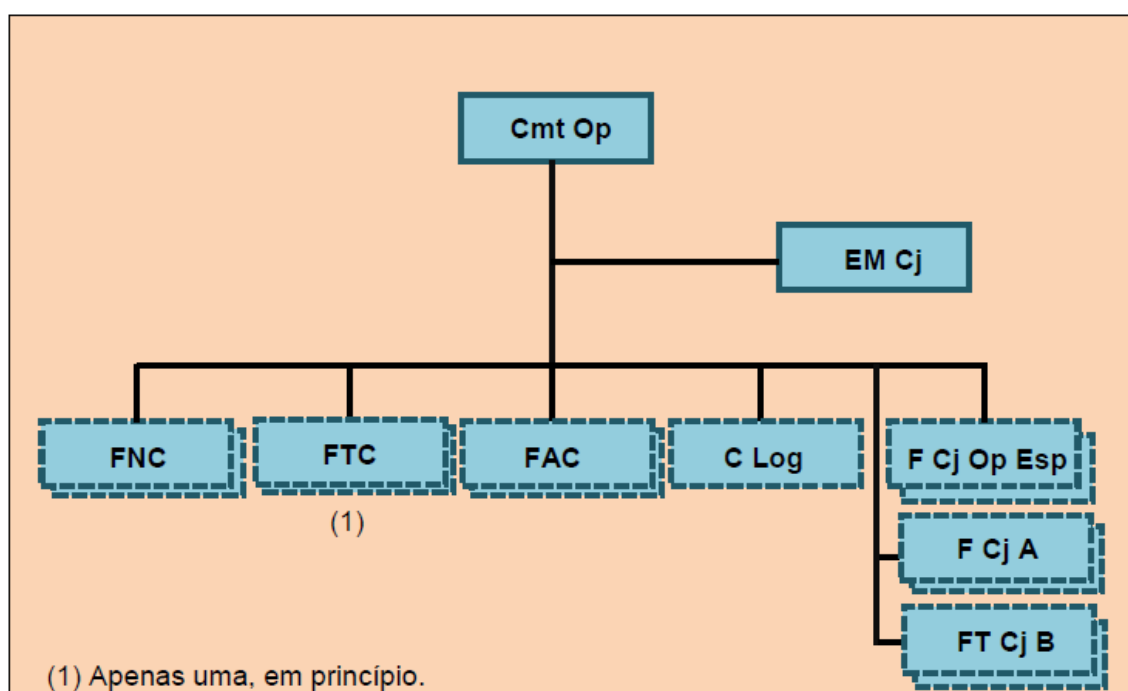 Cmt Op
EM Cj
FNC
FTC
FAC
C Log
F Cj Op Esp
(1)
F Cj A
FT Cj B
(1) Apenas uma, em princípio.